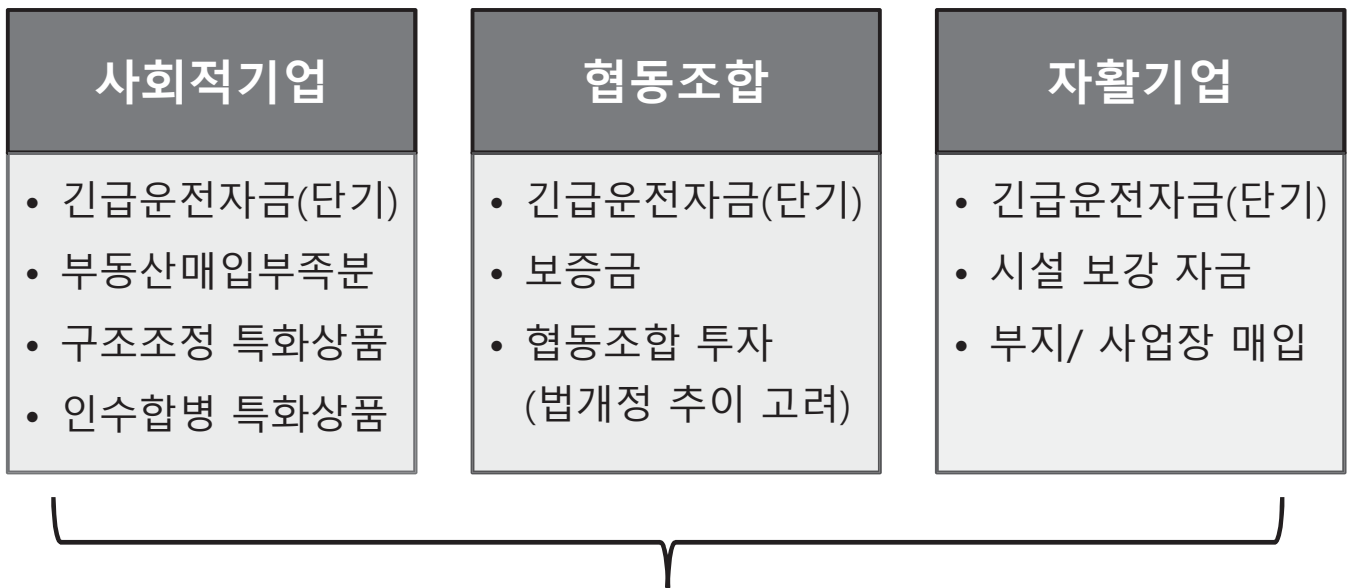 사회적기업
• 긴급운전자금(단기)
• 부동산매입부족분
• 구조조정 특화상품
• 인수합병 특화상품
협동조합
• 긴급운전자금(단기)
• 보증금
• 협동조합 투자
(법개정 추이 고려)
자활기업
• 긴급운전자금(단기)
• 시설 보강 자금
• 부지/ 사업장 매입